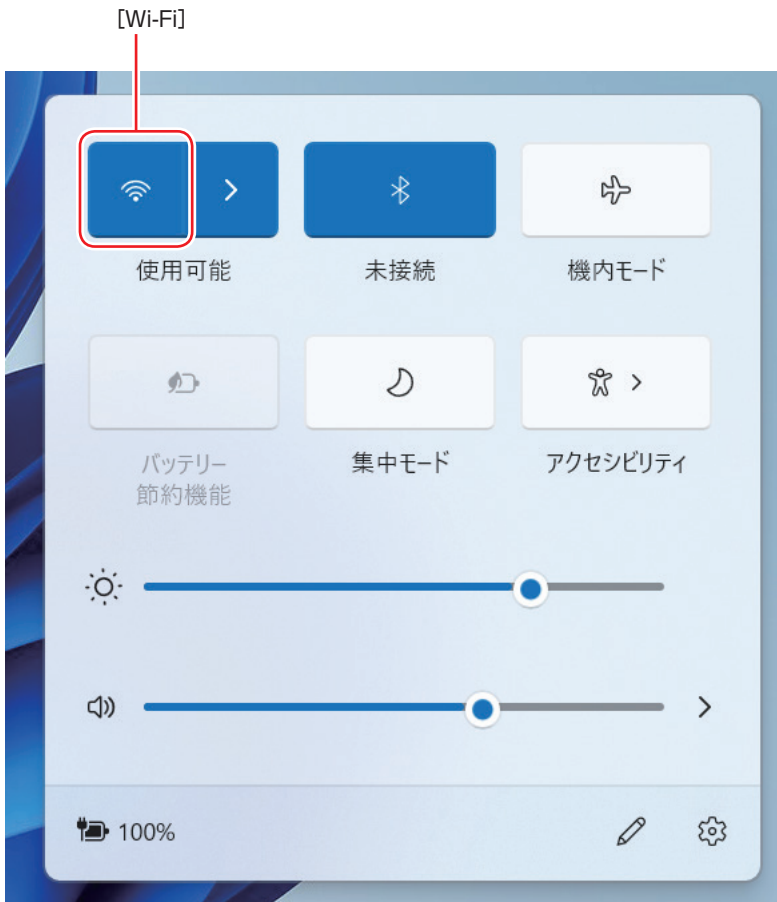 [Wi-Fi]
使用可能
未接続
機内モード
バッテリー
節約機能
集中モード
アクセシビリティ
100%